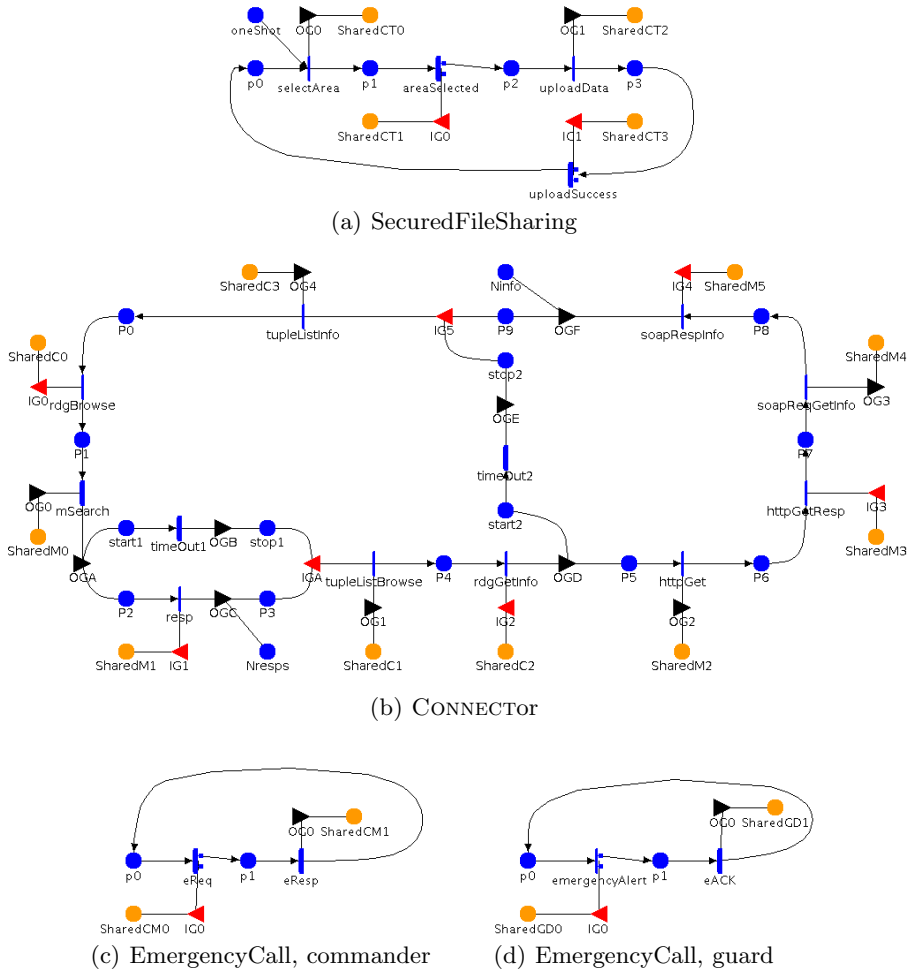 oneShot OG0 SharedCT0 OG1 SharedCT2
p0 selectArea p1 areaSelected p2 uploadData p3
SharedCT1 IG0 IG1 SharedCT3
uploadSuccess
(a) SecuredFileSharing
SharedC3 OG4 Ninfo IG4 SharedM5
P0 tupleListInfo IG5 P9 OGF soapRespInfo P8
SharedC0 SharedM4
stop2
IG0 rdgBrowse soapReqGetInfo OG3
OGE
P1 P7
timeOut2
OG0 mSearch httpGetResp IG3
start2
SharedM0 start1 timeOut1 OGB stop1 SharedM3
OGA IGA tupleListBrowse P4 rdgGetInfo OGD P5 httpGet P6
P2 resp OGC P3
OG1 IG2 OG2
SharedM1 IG1 Nresps SharedC1 SharedC2 SharedM2
(b) CONNECTor
OG0 SharedCM1
p0 eReq p1 eResp
SharedCM0 IG0
(c) EmergencyCall, commander
OG0 SharedGD1
p0 emergencyAlert p1 eACK
SharedGD0 IG0
(d) EmergencyCall, guard